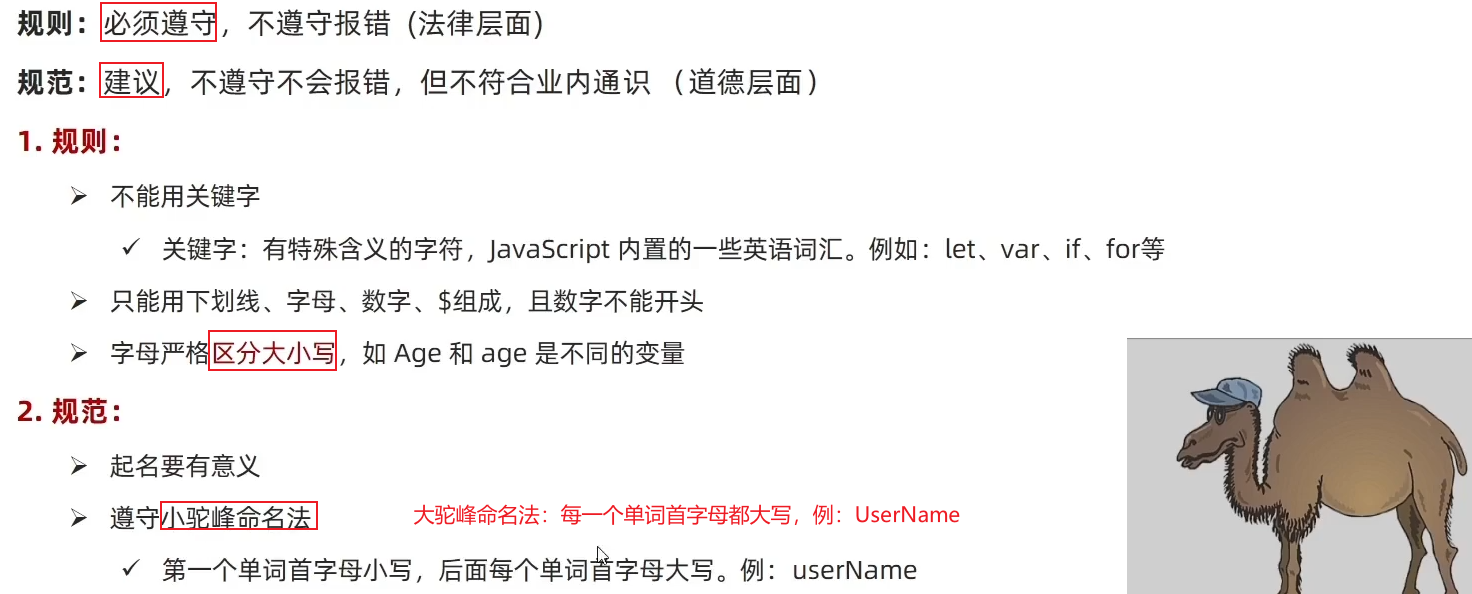 规则：必须遵守，不遵守报错 (法律层面)
规范：建议，不遵守不会报错，但不符合业内通识 （道德层面）
1. 规则：
➢ 不能用关键字
✓ 关键字：有特殊含义的字符，JavaScript 内置的一些英语词汇。例如：let、var、if、for等
➢ 只能用下划线、字母、数字、$组成，且数字不能开头
➢ 字母严格区分大小写，如 Age 和 age 是不同的变量
2. 规范：
➢ 起名要有意义
➢ 遵守小驼峰命名法 大驼峰命名法：每一个单词首字母都大写，例：UserName
✓ 第一个单词首字母小写，后面每个单词首字母大写。例：userName